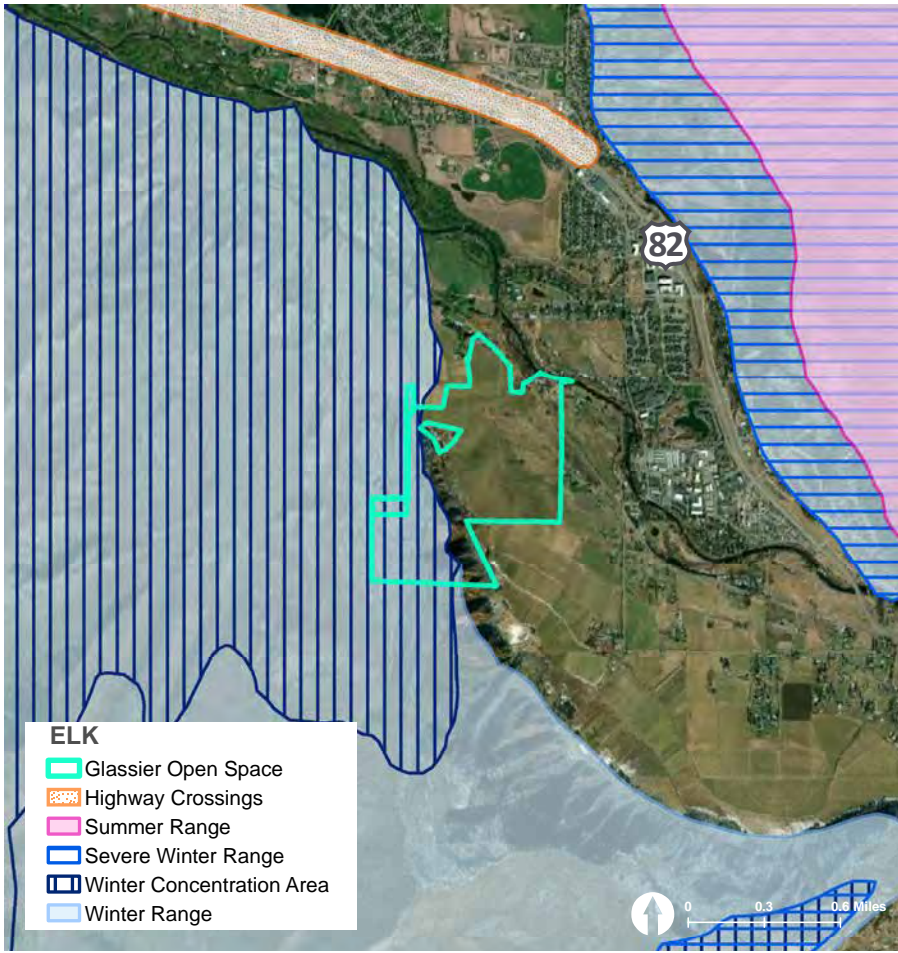 82
ELK
Glassier Open Space
Highway Crossings
Summer Range
Severe Winter Range
Winter Concentration Area
Winter Range
0 0.3 0.6 Miles